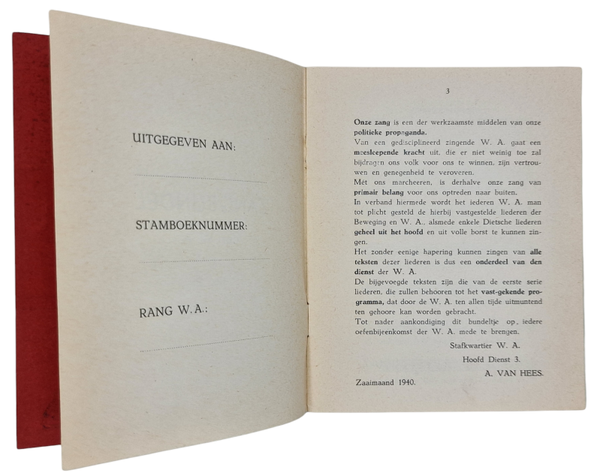 UITGEGEVEN AAN:
STAMBOEKNUMMER:
RANG W.A.:
3
Onze zang is een der werkzaamste middelen van onze
politieke propaganda.
Van een gedisciplineerd zingende W. A. gaat een
meeslepende kracht uit, die er niet weinig toe zal
bijdragen ons volk voor ons te winnen, zijn vertrou-
wen en genegenheid te veroveren.
Met ons marcheeren, is derhalve onze zang van
primair belang voor ons optreden naar buiten.
In verband hiermede wordt het iederen W. A. man
tot plicht gesteld de hierbij vastgestelde liederen der
Beweging en W. A., alsmede enkele Dietsche liederen
geheel uit het hoofd en uit volle borst te kunnen zin-
gen.
Het zonder eenige hapering kunnen zingen van alle
teksten dezer liederen is dus een onderdeel van den
dienst der W. A.
De bijgevoegde teksten zijn die van de eerste serie
liederen, die zullen behooren tot het vast-gekende pro-
gramma, dat door de W. A. ten allen tijde uitmuntend
ten gehoore kan worden gebracht.
Tot nader aankondiging dit bundeltje op iedere
oefenbijeenkomst der W. A. mede te brengen.
Stafkwartier W. A.
Hoofd Dienst 3.
A. VAN HEES.
Zaaimaand 1940.